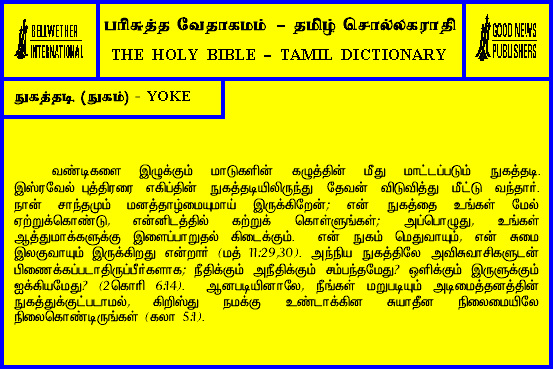 BELLWETHER
INTERNATIONAL
பரிசுத்த வேதாகமம் – தமிழ் சொல்லகராதி
THE HOLY BIBLE – TAMIL DICTIONARY
GOOD NEWS
PUBLISHERS
நுகத்தடி (நுகம்) - YOKE
வண்டிகளை இழுக்கும் மாடுகளின் கழுத்தின் மீது மாட்டப்படும் நுகத்தடி.
இஸ்ரவேல் புத்திரரை எகிப்தின் நுகத்தடியிலிருந்து தேவன் விடுவித்து மீட்டு வந்தார்.
நான் சாந்தமும் மனத்தாழ்மையுமாய் இருக்கிறேன்; என் நுகத்தை உங்கள் மேல்
ஏற்றுக்கொண்டு, என்னிடத்தில் கற்றுக் கொள்ளுங்கள்; அப்பொழுது, உங்கள்
ஆத்துமாக்களுக்கு இளைப்பாறுதல் கிடைக்கும். என் நுகம் மெதுவாயும், என் சுமை
இலகுவாயும் இருக்கிறது என்றார் (மத் 11:29,30). அந்நிய நுகத்திலே அவிசுவாசிகளுடன்
பிணைக்கப்படாதிருப்பீர்களாக; நீதிக்கும் அநீதிக்கும் சம்பந்தமேது? ஒளிக்கும் இருளுக்கும்
ஐக்கியமேது? (2கொரி 6:14). ஆனபடியினாலே, நீங்கள் மறுபடியும் அடிமைத்தனத்தின்
நுகத்துக்குட்படாமல், கிறிஸ்து நமக்கு உண்டாக்கின சுயாதீன நிலைமையிலே
நிலைகொண்டிருங்கள் (கலா 5:1).